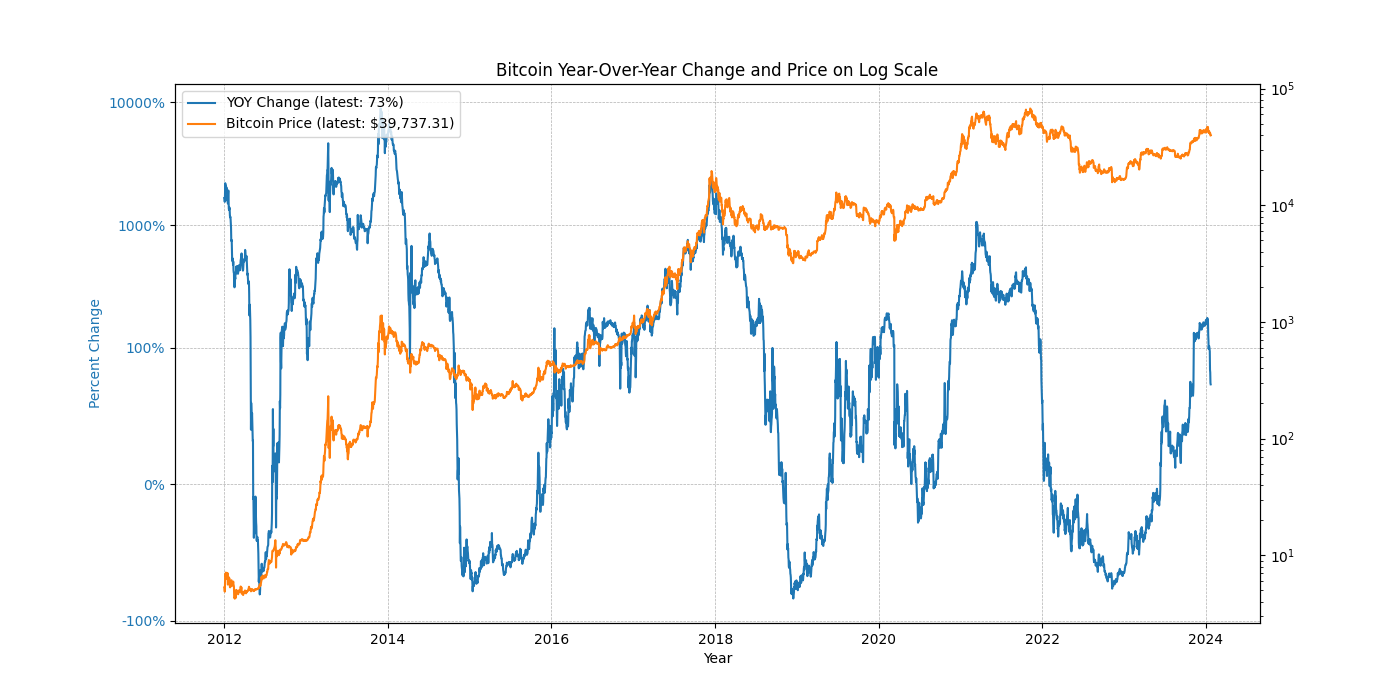 Bitcoin Year-Over-Year Change and Price on Log Scale
YOY Change (latest: 73%)
Bitcoin Price (latest: $39,737.31)
Percent Change
10000%
1000%
100%
0%
-100%
10^5
10^4
10^3
10^2
10^1
2012 2014 2016 2018 2020 2022 2024
Year